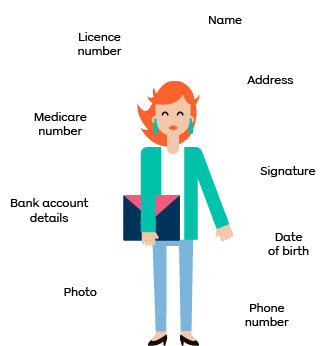 Name
Licence
number
Address
Medicare
number
Signature
Bank account
details
Date
of birth
Photo
Phone
number